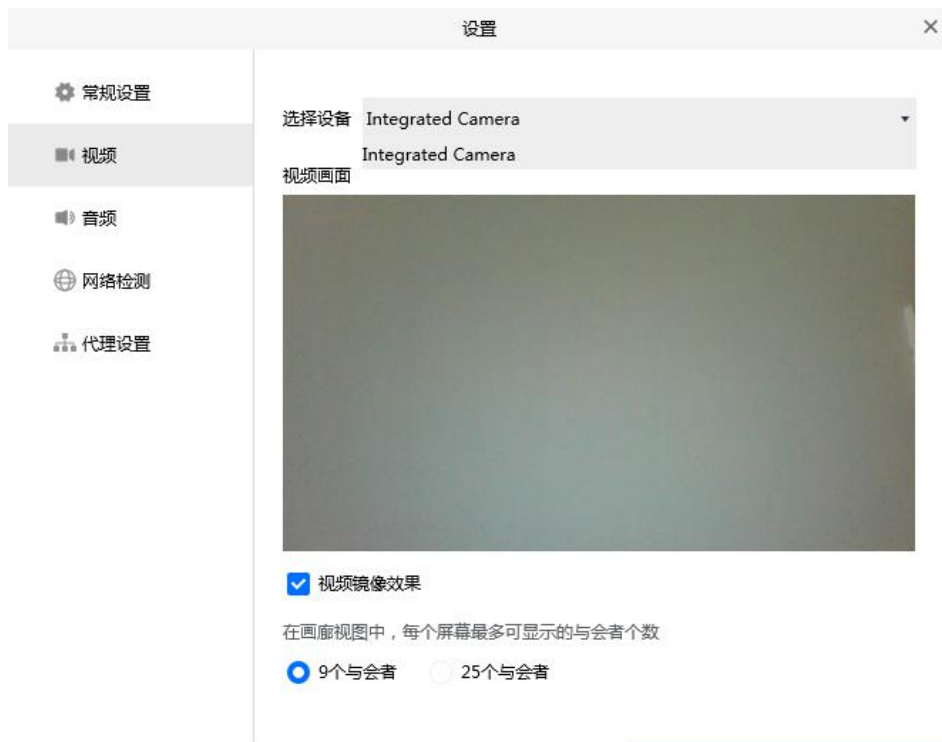 设置
常规设置
视频
音频
网络检测
代理设置
选择设备 Integrated Camera
Integrated Camera
视频画面
视频镜像效果
在画廊视图中，每个屏幕最多可显示的与会者个数
9个与会者 25个与会者